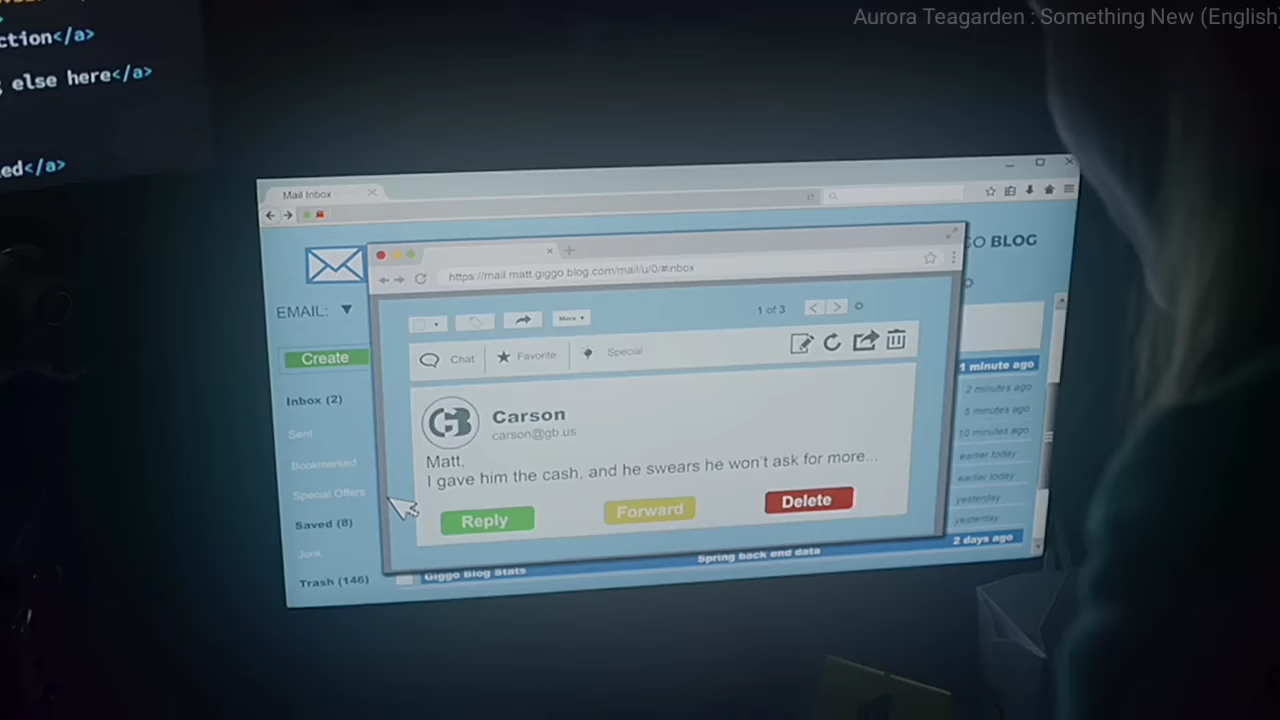 Aurora Teagarden : Something New (English)
ction</a>
else here</a>
ed</a>
Mail Inbox
GO BLOG
https://mail.matt.giggo.blog.com/mail/u/0/#inbox
EMAIL:
1 of 3
More
Create
Chat
Favorite
Special
1 minute ago
2 minutes ago
Inbox (2)
GB
Carson
5 minutes ago
carson@gb.us
10 minutes ago
Sent
Matt,
earlier today
Bookmarked
I gave him the cash, and he swears he won't ask for more...
earlier today
Special Offers
yesterday
Saved (8)
Reply
Forward
Delete
yesterday
Junk
2 days ago
Trash (146)
Giggo Blog Stats
Spring back end data